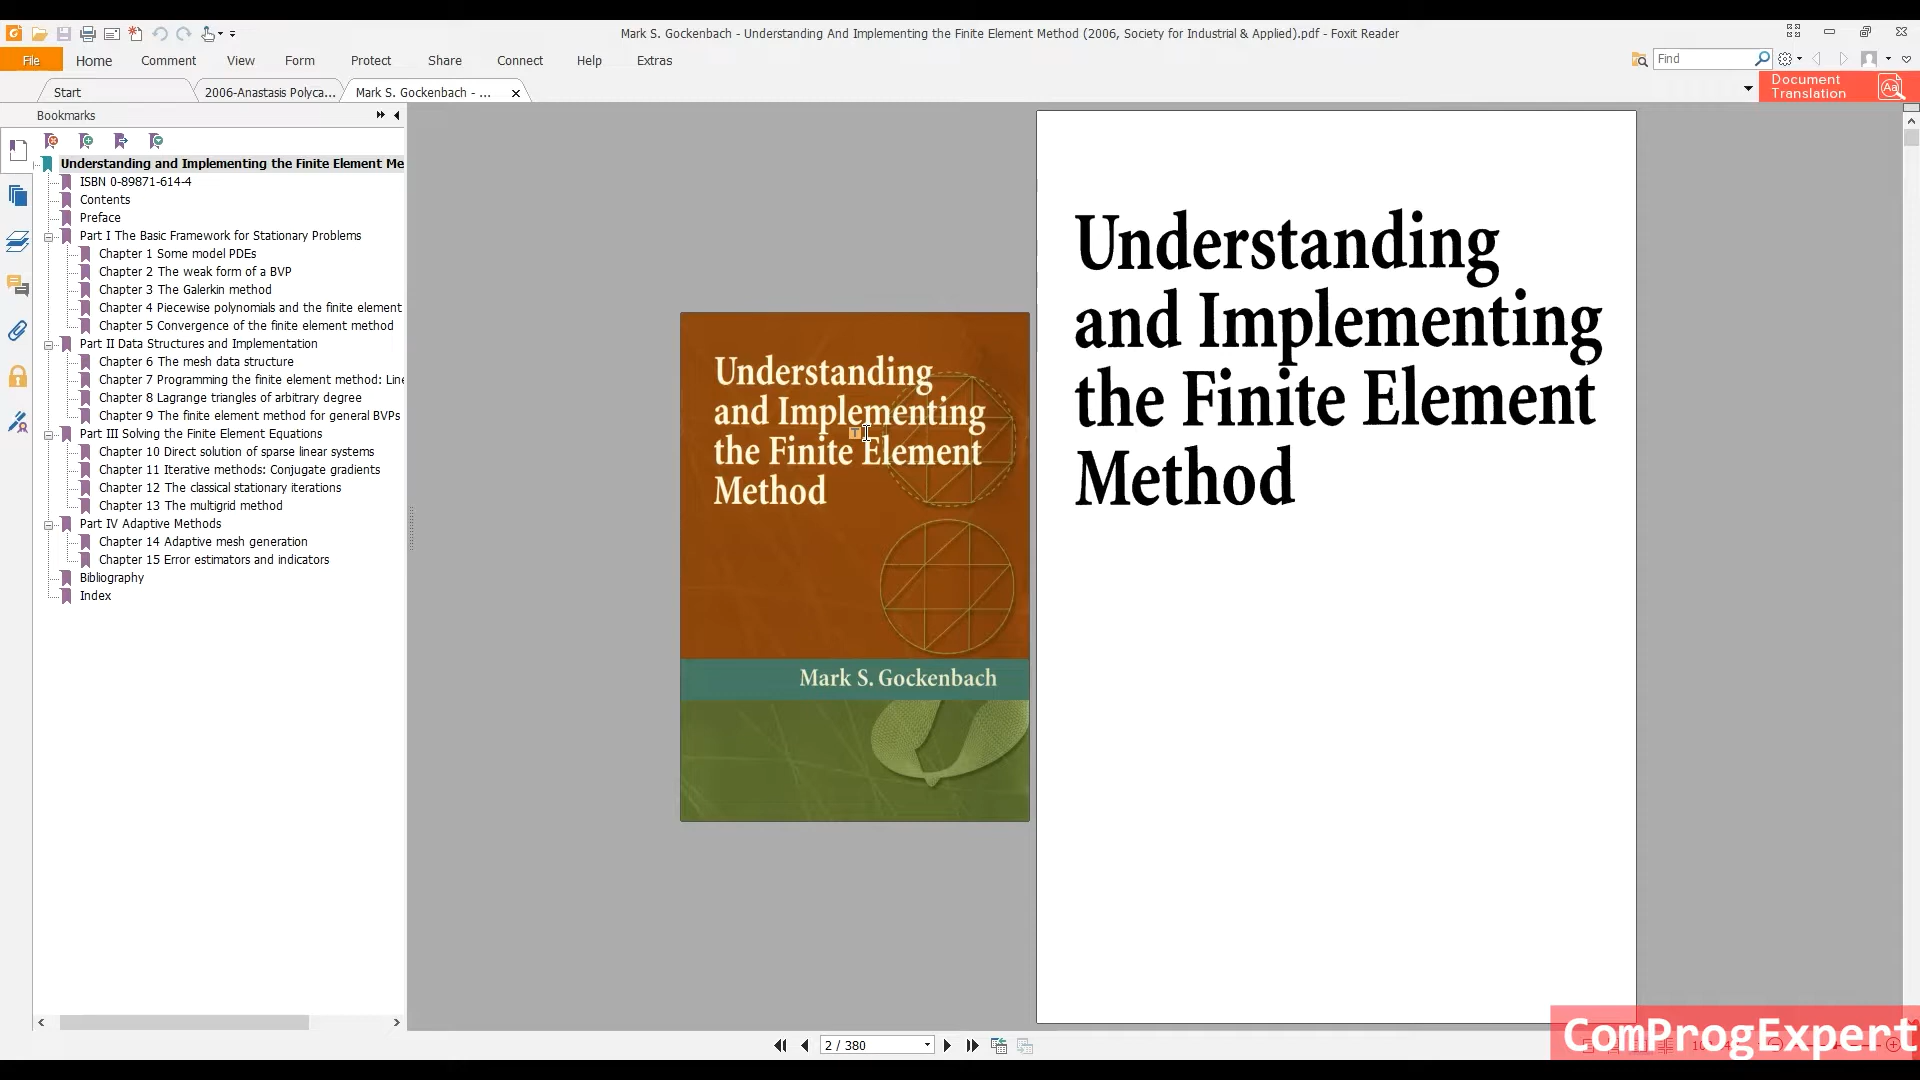 Mark S. Gockenbach - Understanding And Implementing the Finite Element Method (2006, Society for Industrial & Applied).pdf - Foxit Reader
File Home Comment View Form Protect Share Connect Help Extras
Find
Start 2006-Anastasis Polyca... Mark S. Gockenbach - ...
Document
Translation
Bookmarks
Understanding and Implementing the Finite Element Me
ISBN 0-89871-614-4
Contents
Preface
Part I The Basic Framework for Stationary Problems
Chapter 1 Some model PDEs
Chapter 2 The weak form of a BVP
Chapter 3 The Galerkin method
Chapter 4 Piecewise polynomials and the finite element
Chapter 5 Convergence of the finite element method
Part II Data Structures and Implementation
Chapter 6 The mesh data structure
Chapter 7 Programming the finite element method: Line
Chapter 8 Lagrange triangles of arbitrary degree
Chapter 9 The finite element method for general BVPs
Part III Solving the Finite Element Equations
Chapter 10 Direct solution of sparse linear systems
Chapter 11 Iterative methods: Conjugate gradients
Chapter 12 The classical stationary iterations
Chapter 13 The multigrid method
Part IV Adaptive Methods
Chapter 14 Adaptive mesh generation
Chapter 15 Error estimators and indicators
Bibliography
Index
Understanding
and Implementing
the Finite Element
Method
Mark S. Gockenbach
Understanding
and Implementing
the Finite Element
Method
2 / 380
ComProgExpert